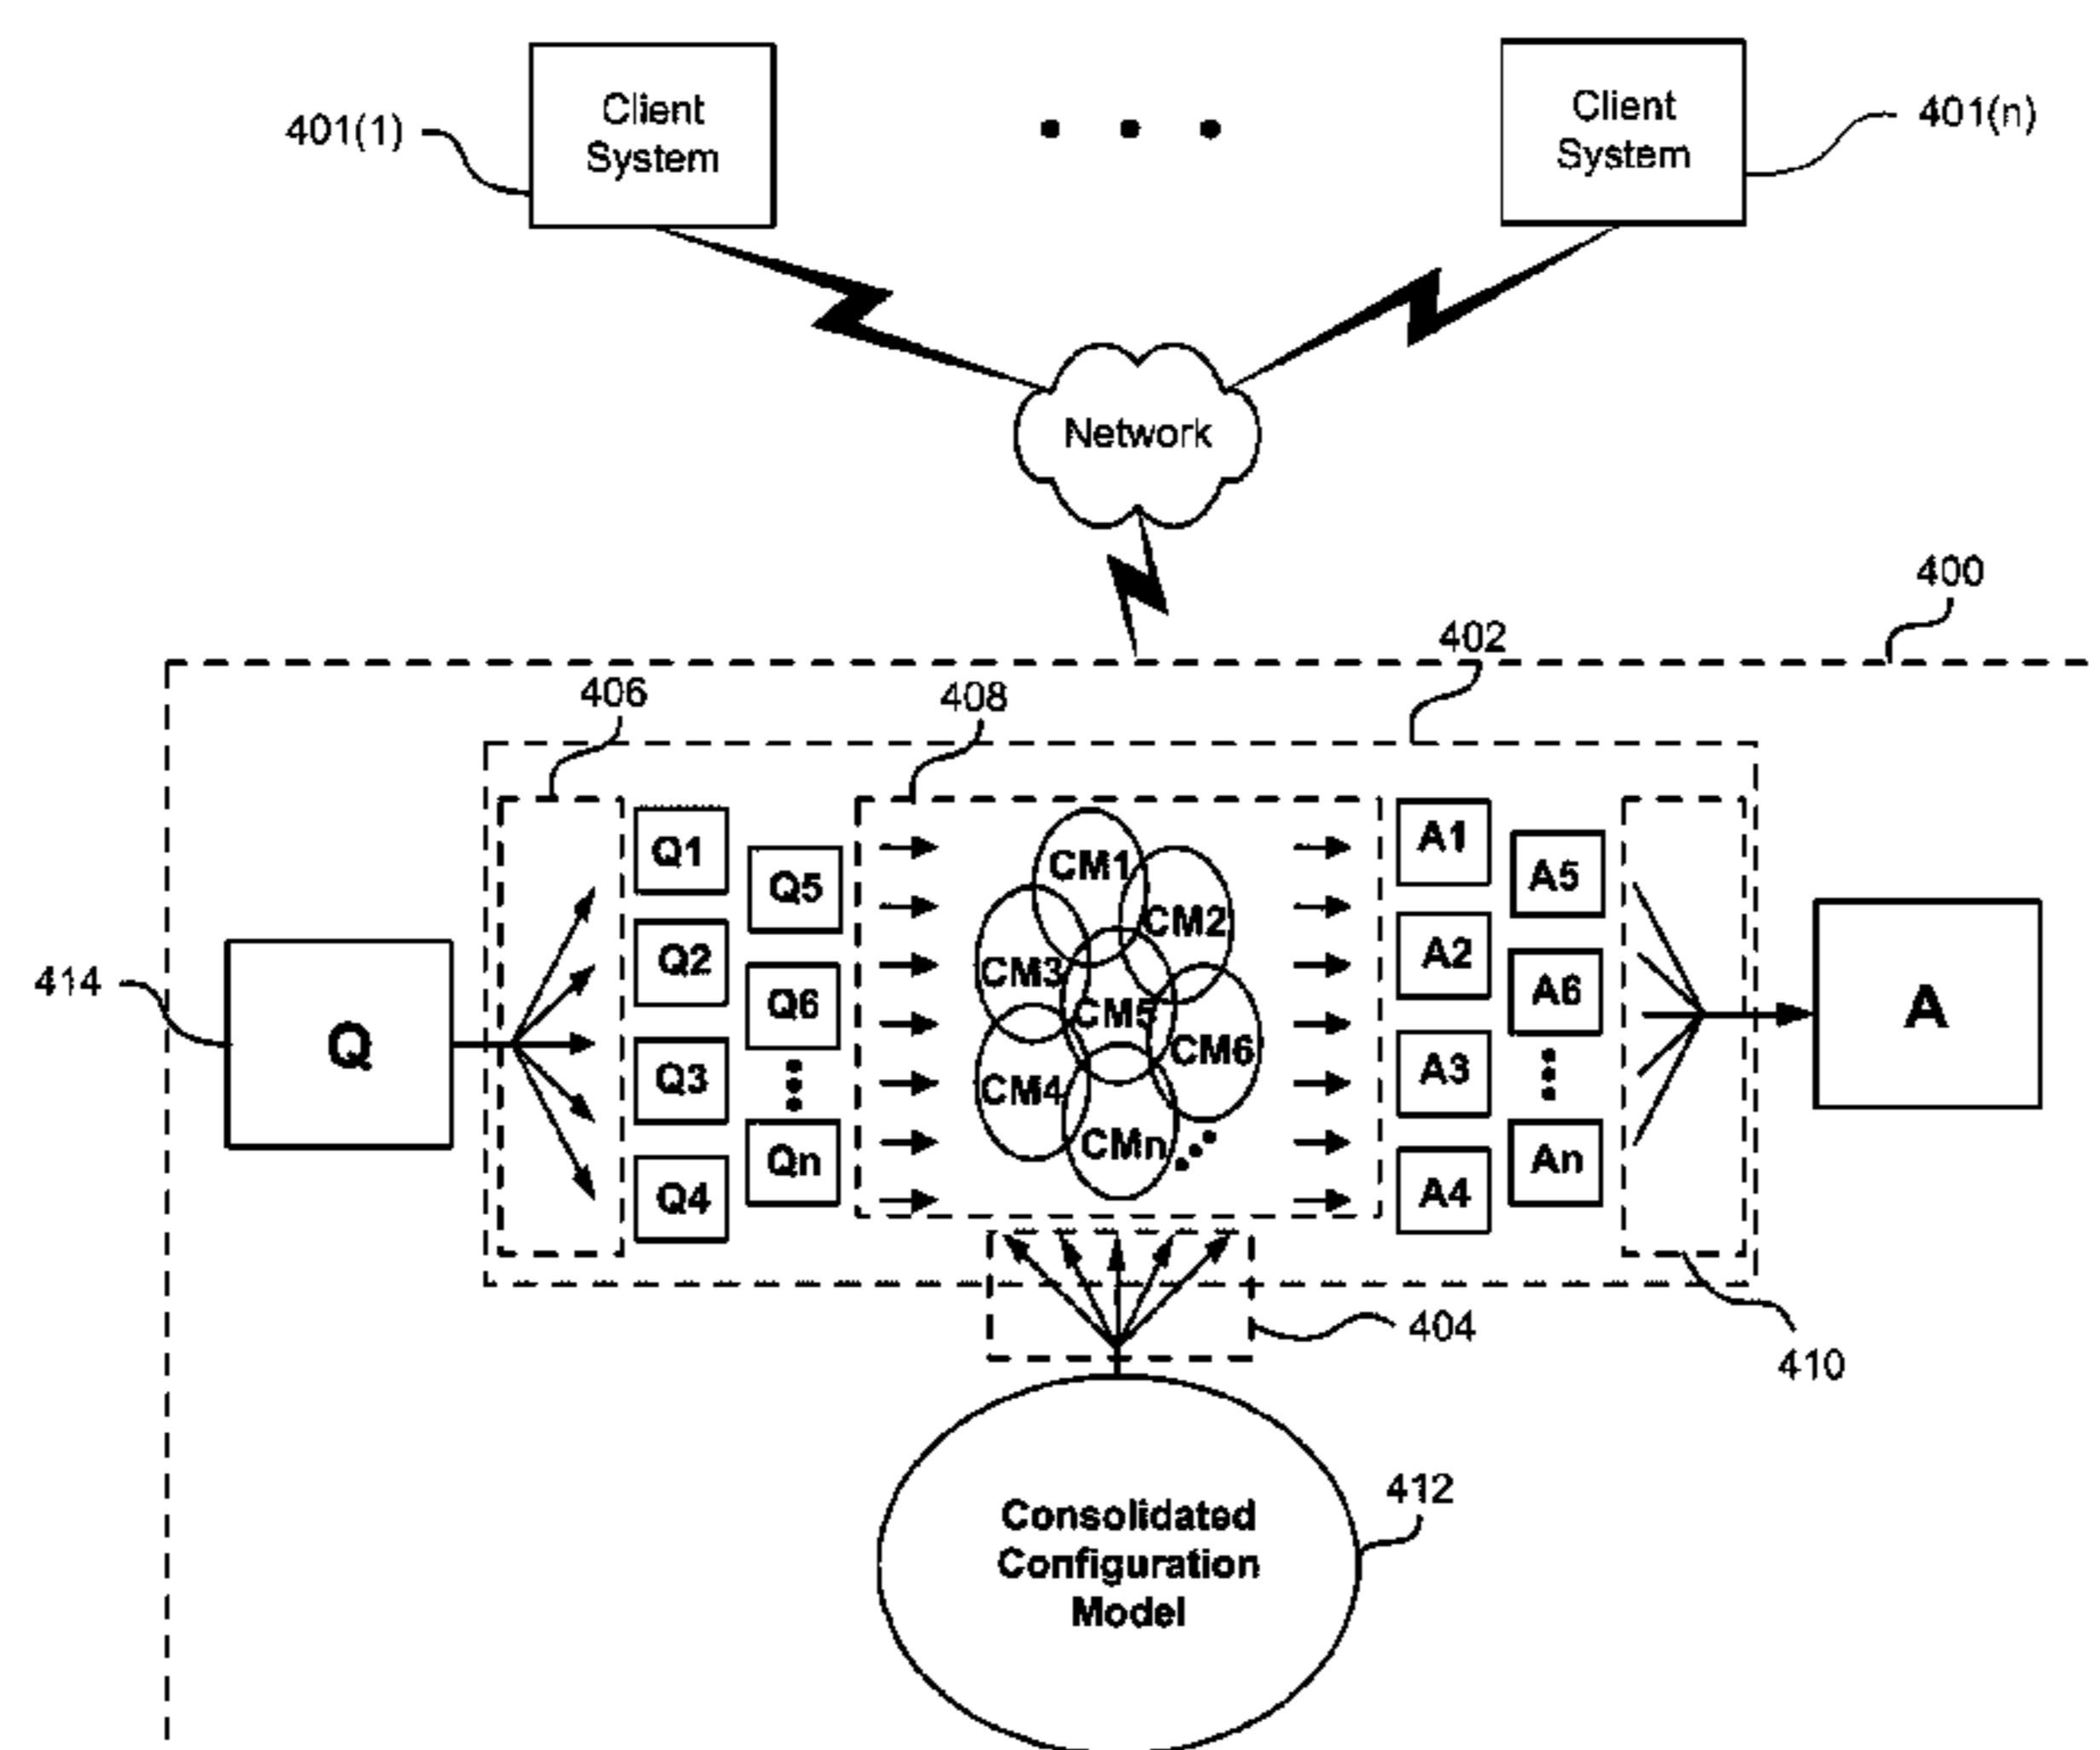 401(1)
Client
System
Client
System
401(n)
Network
400
402
406
408
Q1
Q5
Q2
Q6
Q3
Qn
Q4
CM1
CM2
CM3
CM5
CM6
CM4
CMn
A1
A5
A2
A6
A3
An
A4
414
Q
A
404
410
412
Consolidated
Configuration
Model